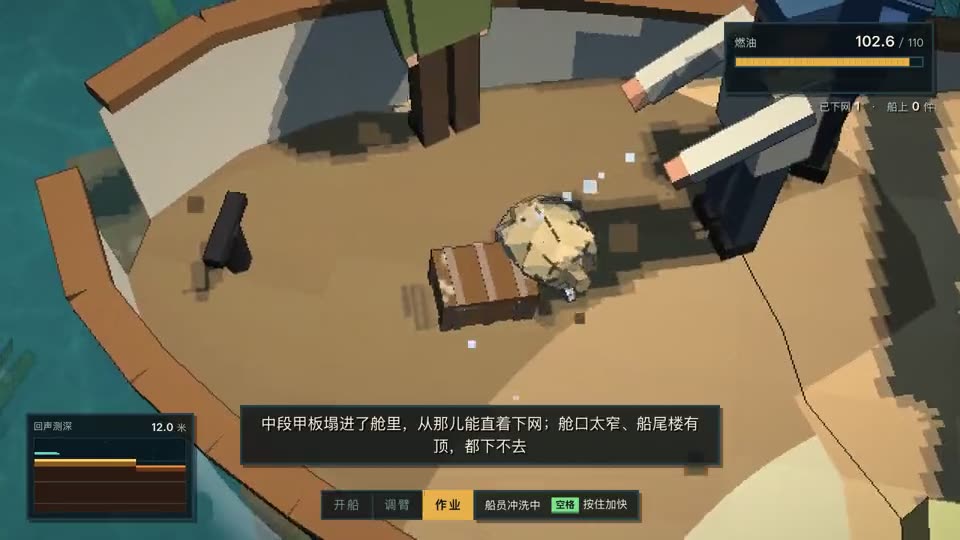 燃油 102.6 / 110
已下网 1 · 船上 0 件
回声测深 12.0 米
中段甲板塌进了舱里，从那儿能直着下网；舱口太窄、船尾楼有
顶，都下不去
开船 调臂 作业 船员冲洗中 空格 按住加快